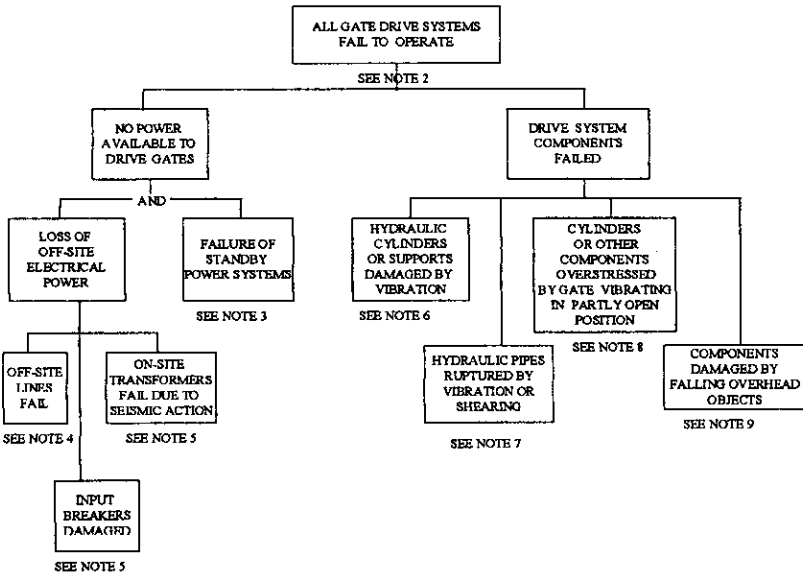 ALL GATE DRIVE SYSTEMS
FAIL TO OPERATE
SEE NOTE 2
NO POWER
AVAILABLE TO
DRIVE GATES
DRIVE SYSTEM
COMPONENTS
FAILED
AND
LOSS OF
OFF-SITE
ELECTRICAL
POWER
FAILURE OF
STANDBY
POWER SYSTEMS
SEE NOTE 3
HYDRAULIC
CYLINDERS
OR SUPPORTS
DAMAGED BY
VIBRATION
SEE NOTE 6
CYLINDERS
OR OTHER
COMPONENTS
OVERSTRESSED
BY GATE VIBRATING
IN PARTLY OPEN
POSITION
SEE NOTE 8
OFF-SITE
LINES
FAIL
SEE NOTE 4
ON-SITE
TRANSFORMERS
FAIL DUE TO
SEISMIC ACTION
SEE NOTE 5
HYDRAULIC PIPES
RUPTURED BY
VIBRATION OR
SHEARING
SEE NOTE 7
COMPONENTS
DAMAGED BY
FALLING OVERHEAD
OBJECTS
SEE NOTE 9
INPUT
BREAKERS
DAMAGED
SEE NOTE 5